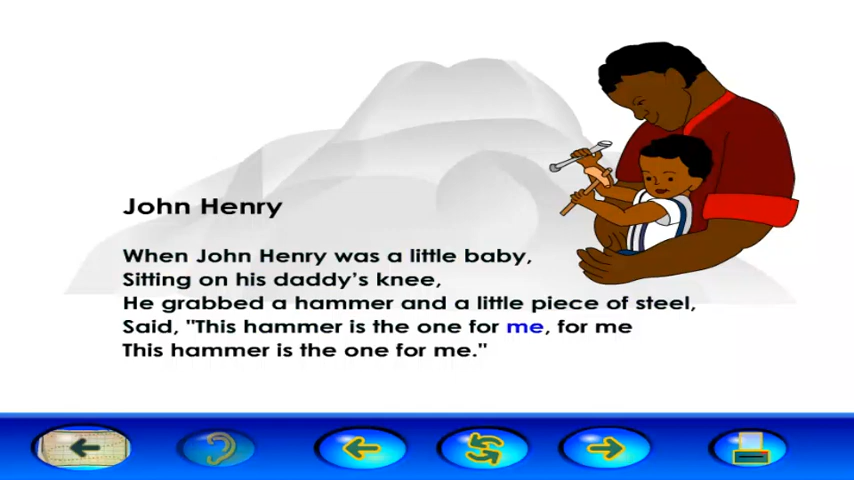 John Henry
When John Henry was a little baby,
Sitting on his daddy's knee,
He grabbed a hammer and a little piece of steel,
Said, "This hammer is the one for me, for me
This hammer is the one for me."